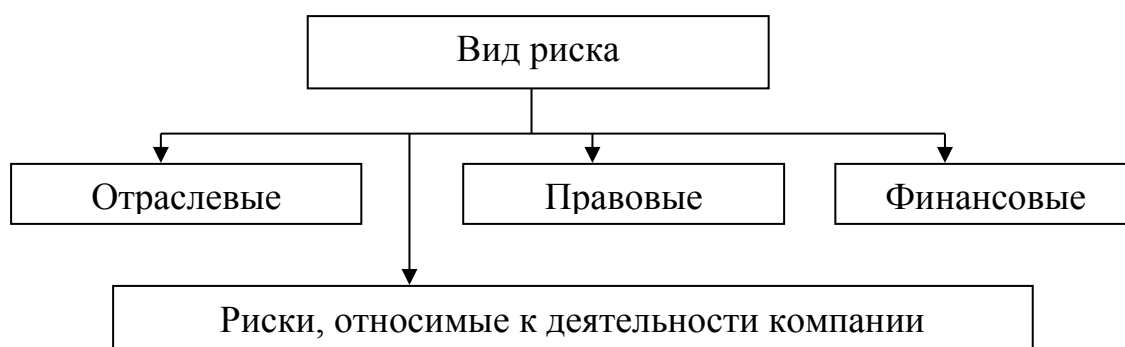 Вид риска
Отраслевые
Правовые
Финансовые
Риски, относимые к деятельности компании